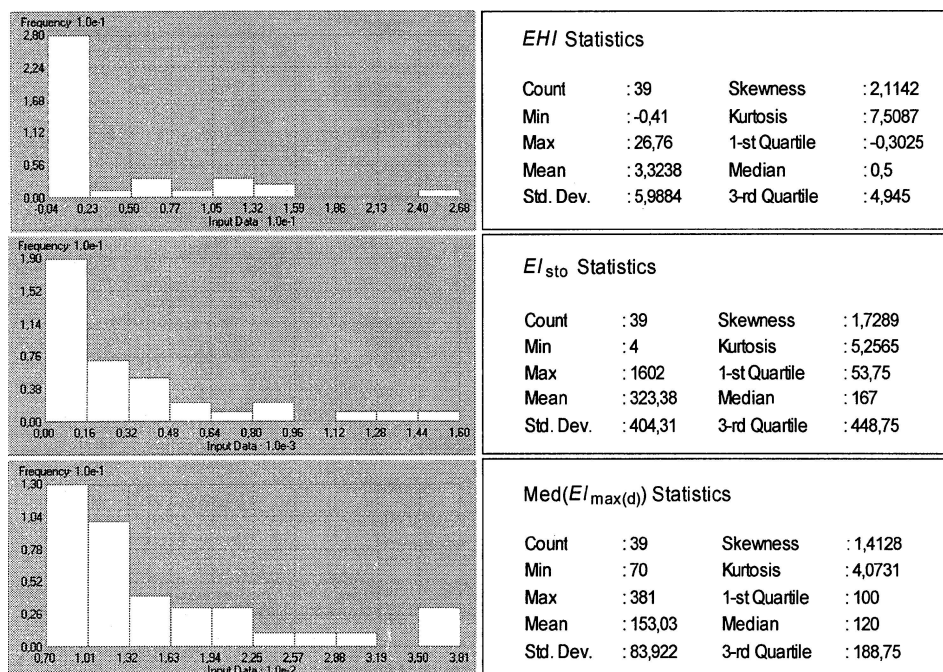 Frequency 1.0e-1
2,80
2,24
1,68
1,12
0,56
0,00
-0,04 0,23 0,50 0,77 1,05 1,32 1,59 1,86 2,13 2,40 2,68
Input Data : 1.0e-1
EHI Statistics
Count : 39 Skewness : 2,1142
Min : -0,41 Kurtosis : 7,5087
Max : 26,76 1-st Quartile : -0,3025
Mean : 3,3238 Median : 0,5
Std. Dev. : 5,9884 3-rd Quartile : 4,945
Frequency: 1.0e-1
1,90
1,52
1,14
0,76
0,38
0,00
0,00 0,16 0,32 0,48 0,64 0,80 0,96 1,12 1,28 1,44 1,60
Input Data : 1.0e-3
EI sto Statistics
Count : 39 Skewness : 1,7289
Min : 4 Kurtosis : 5,2565
Max : 1602 1-st Quartile : 53,75
Mean : 323,38 Median : 167
Std. Dev. : 404,31 3-rd Quartile : 448,75
Frequency: 1.0e-1
1,30
1,04
0,78
0,52
0,26
0,00
0,70 1,01 1,32 1,63 1,94 2,25 2,57 2,88 3,19 3,50 3,81
Input Data : 1.0e-2
Med(EI max(d)) Statistics
Count : 39 Skewness : 1,4128
Min : 70 Kurtosis : 4,0731
Max : 381 1-st Quartile : 100
Mean : 153,03 Median : 120
Std. Dev. : 83,922 3-rd Quartile : 188,75